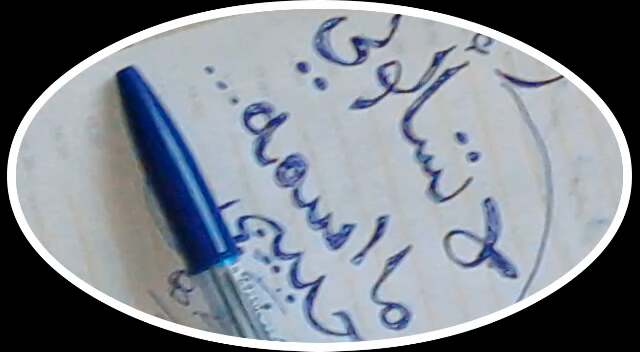 لا تسألوني
ما اسمه...
حبيبي